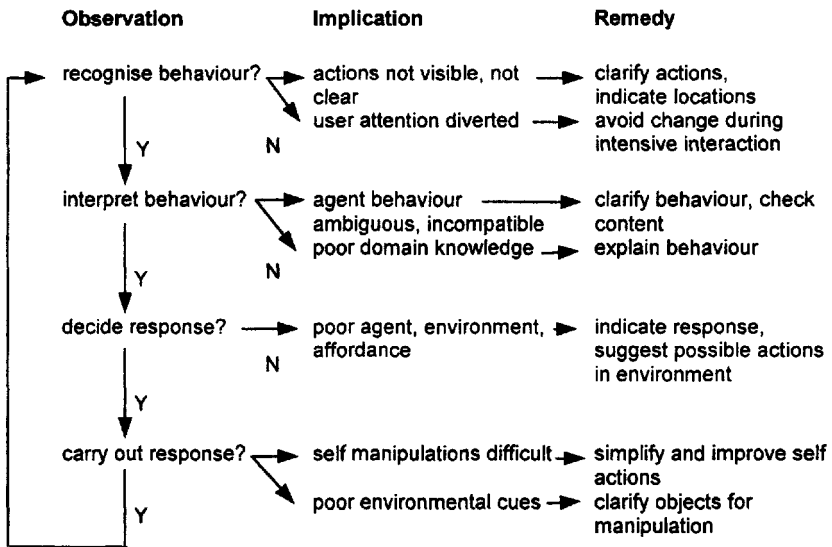 Observation Implication Remedy
recognise behaviour? actions not visible, not clarify actions,
clear indicate locations
user attention diverted avoid change during
Y N intensive interaction
interpret behaviour? agent behaviour clarify behaviour, check
ambiguous, incompatible content
poor domain knowledge explain behaviour
N
Y
decide response? poor agent, environment, indicate response,
affordance suggest possible actions
N in environment
Y
carry out response? self manipulations difficult simplify and improve self
actions
poor environmental cues clarify objects for
Y manipulation